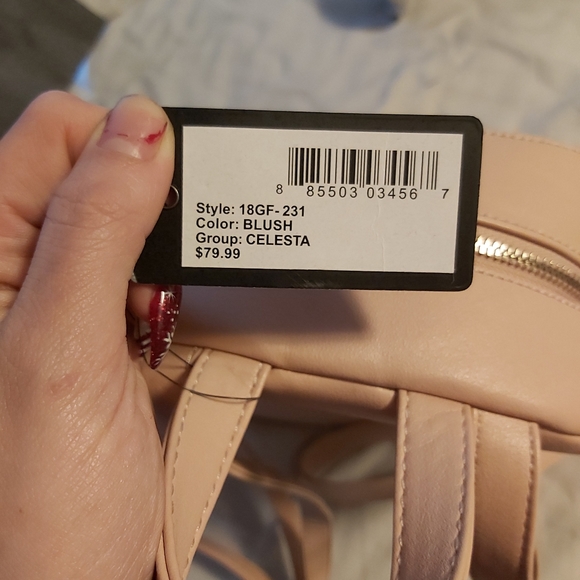 8 85503 03456 7
Style: 18GF-231
Color: BLUSH
Group: CELESTA
$79.99